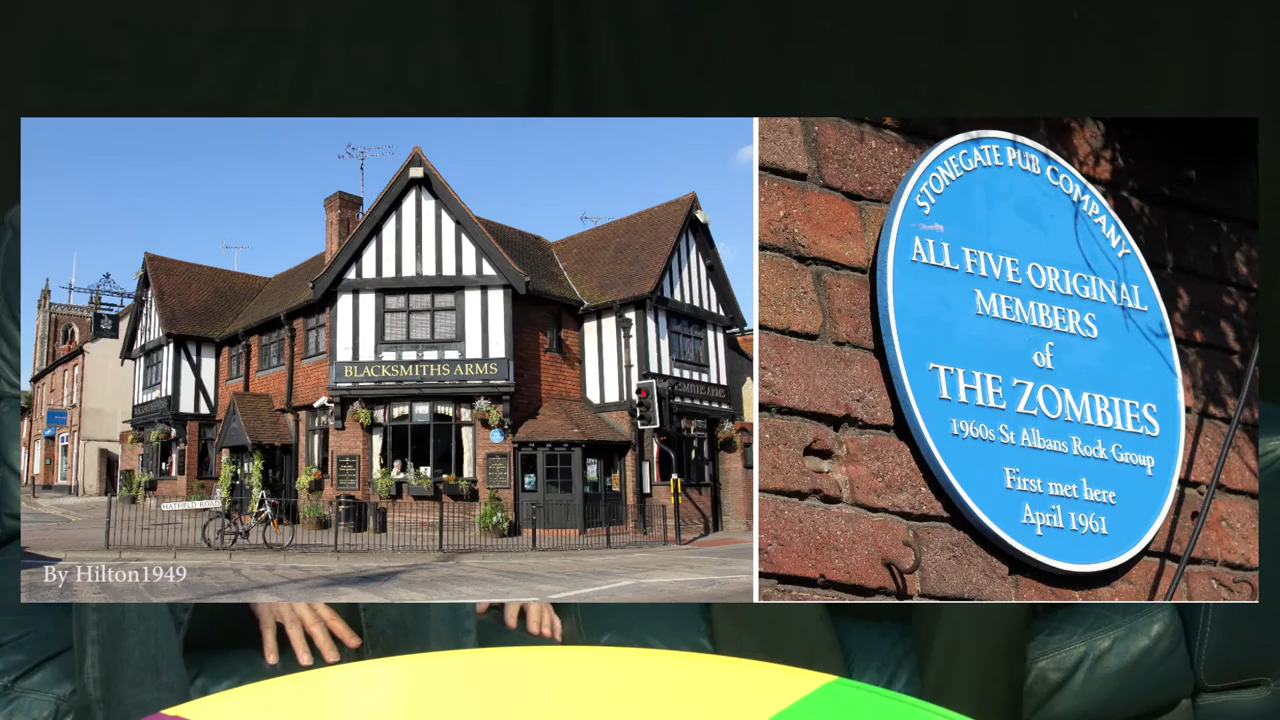 BLACKSMITHS ARMS
HATFIELD ROAD
By Hilton1949
STONEGATE PUB COMPANY
ALL FIVE ORIGINAL
MEMBERS
of
THE ZOMBIES
1960s St Albans Rock Group
First met here
April 1961